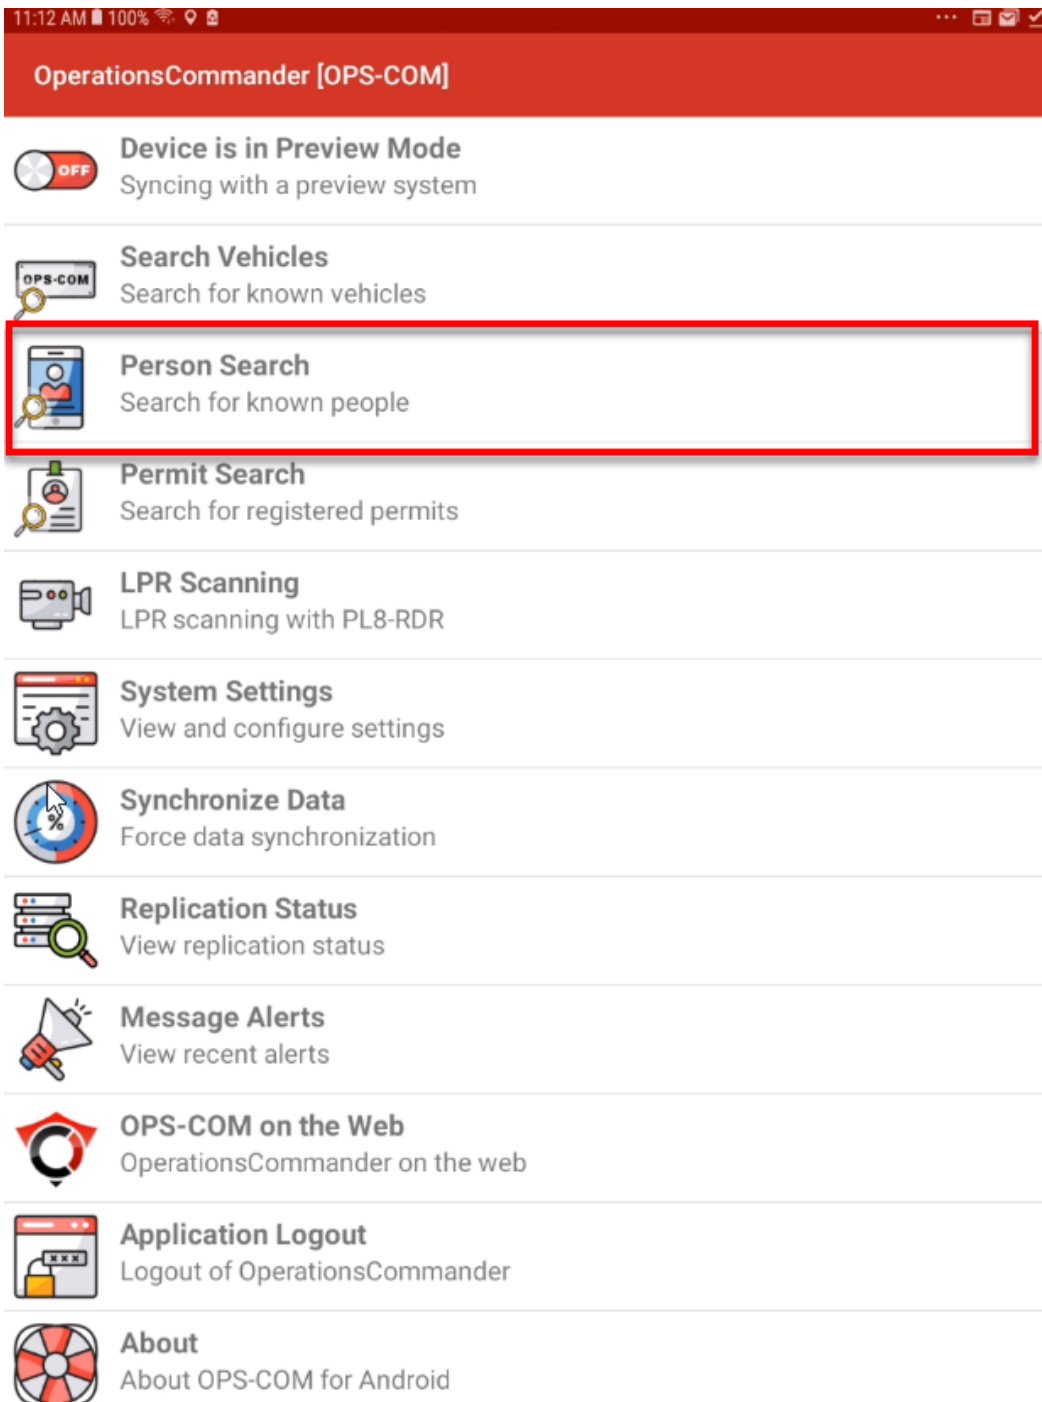 11:12 AM 100%
OperationsCommander [OPS-COM]
Device is in Preview Mode
OFF
Syncing with a preview system
Search Vehicles
OPS-COM
Search for known vehicles
Person Search
Search for known people
Permit Search
Search for registered permits
LPR Scanning
LPR scanning with PL8-RDR
System Settings
View and configure settings
Synchronize Data
%
Force data synchronization
Replication Status
View replication status
Message Alerts
View recent alerts
OPS-COM on the Web
OperationsCommander on the web
Application Logout
xxx
Logout of OperationsCommander
About
About OPS-COM for Android